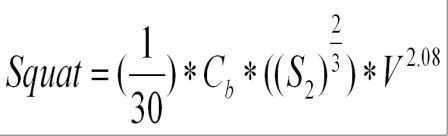 Squat = (1/30) * C_b * ((S_2)^(2/3)) * V^2.08